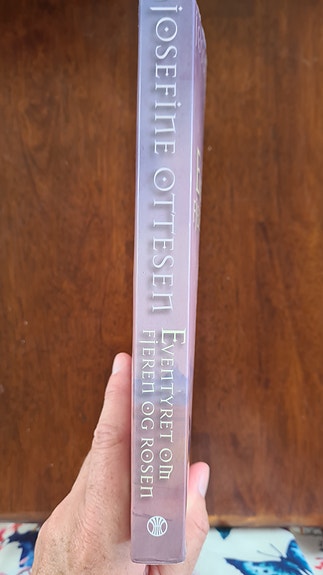 JOSEFINE OTTESEN
EVENTYRET OM
FJEREN OG ROSEN